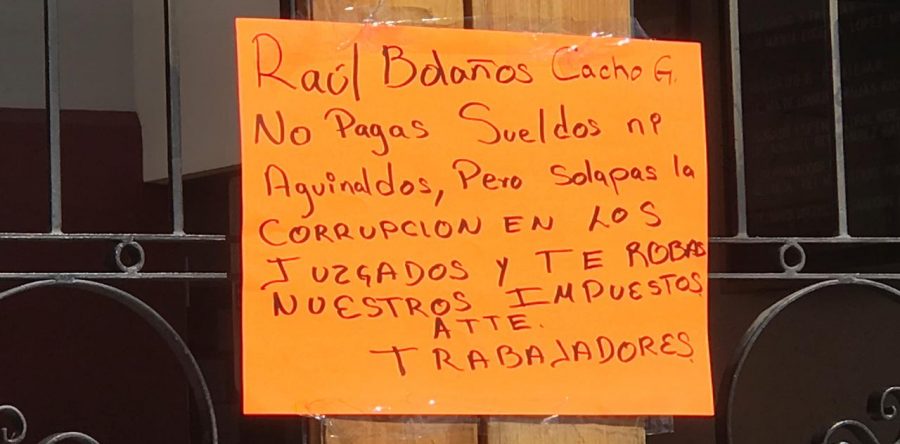 Raúl Bolaños Cacho G.
No Pagas Sueldos ni
Aguinaldos, Pero Solapas la
CORRUPCION EN LOS
JUZGADOS Y TE ROBAS
NUESTROS IMPUESTOS
ATTE.
TRABAJADORES